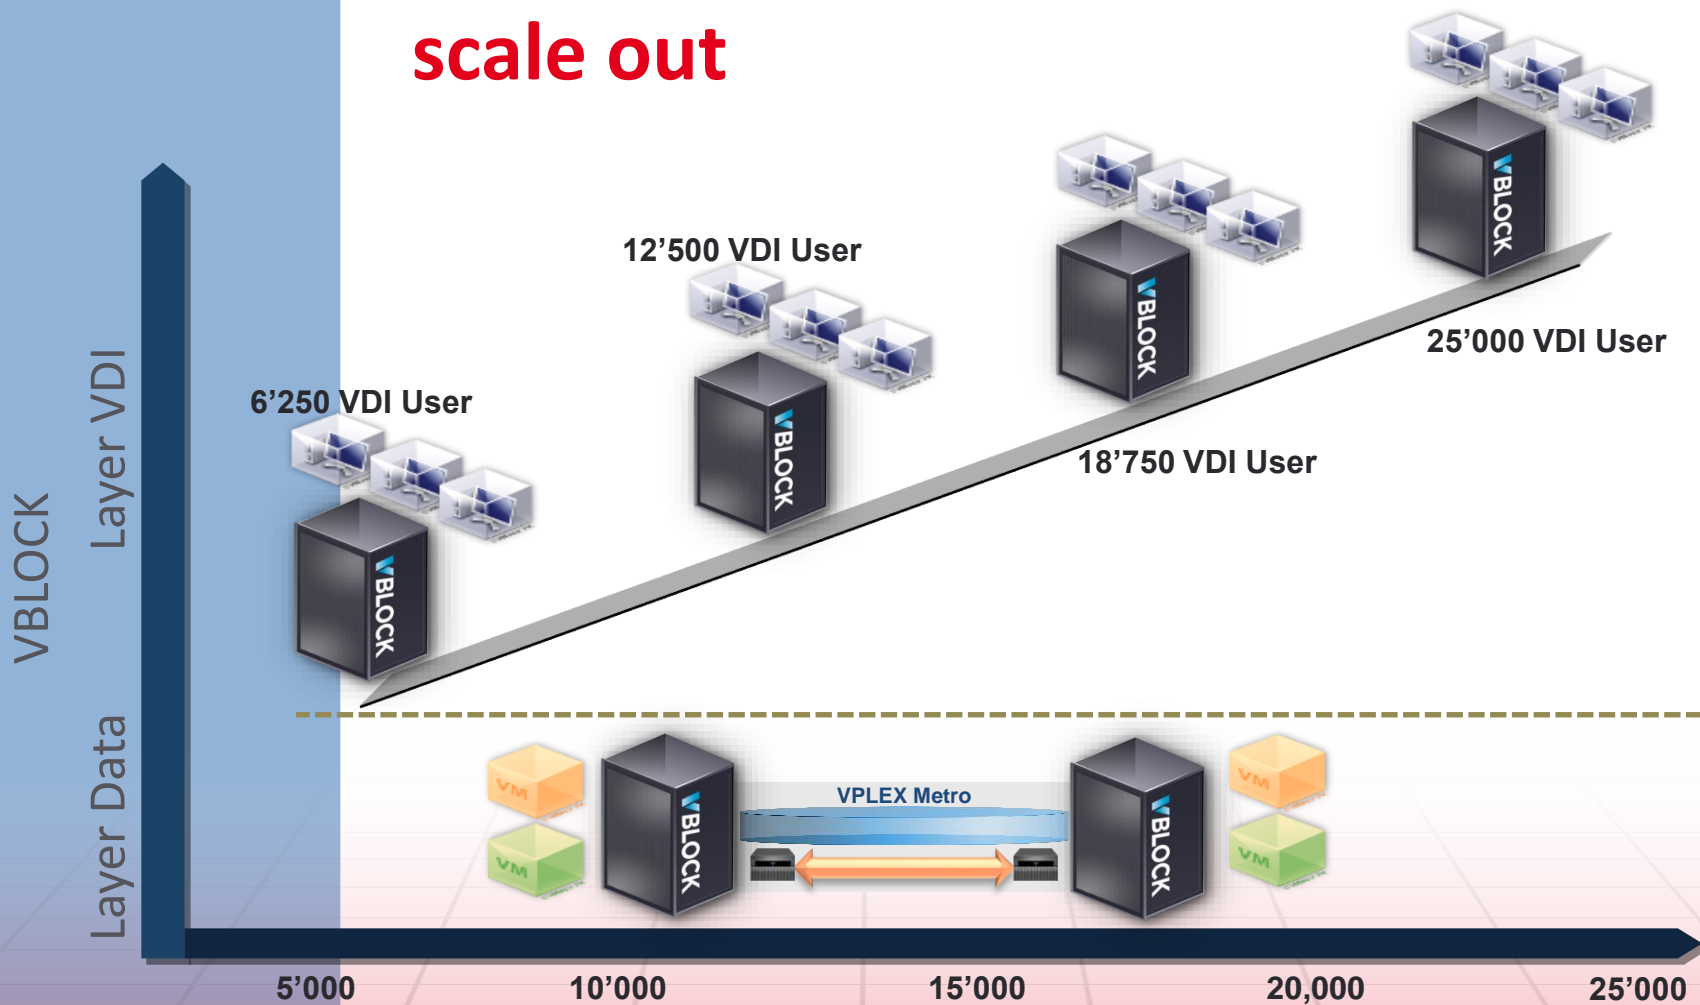 scale out
12’500 VDI User
25’000 VDI User
6’250 VDI User
18’750 VDI User
VBLOCK
Layer VDI
Layer Data
VBLOCK
VBLOCK
VBLOCK
VBLOCK
VPLEX Metro
VM
VM
VBLOCK
VBLOCK
VM
VM
5’000
10’000
15’000
20,000
25’000